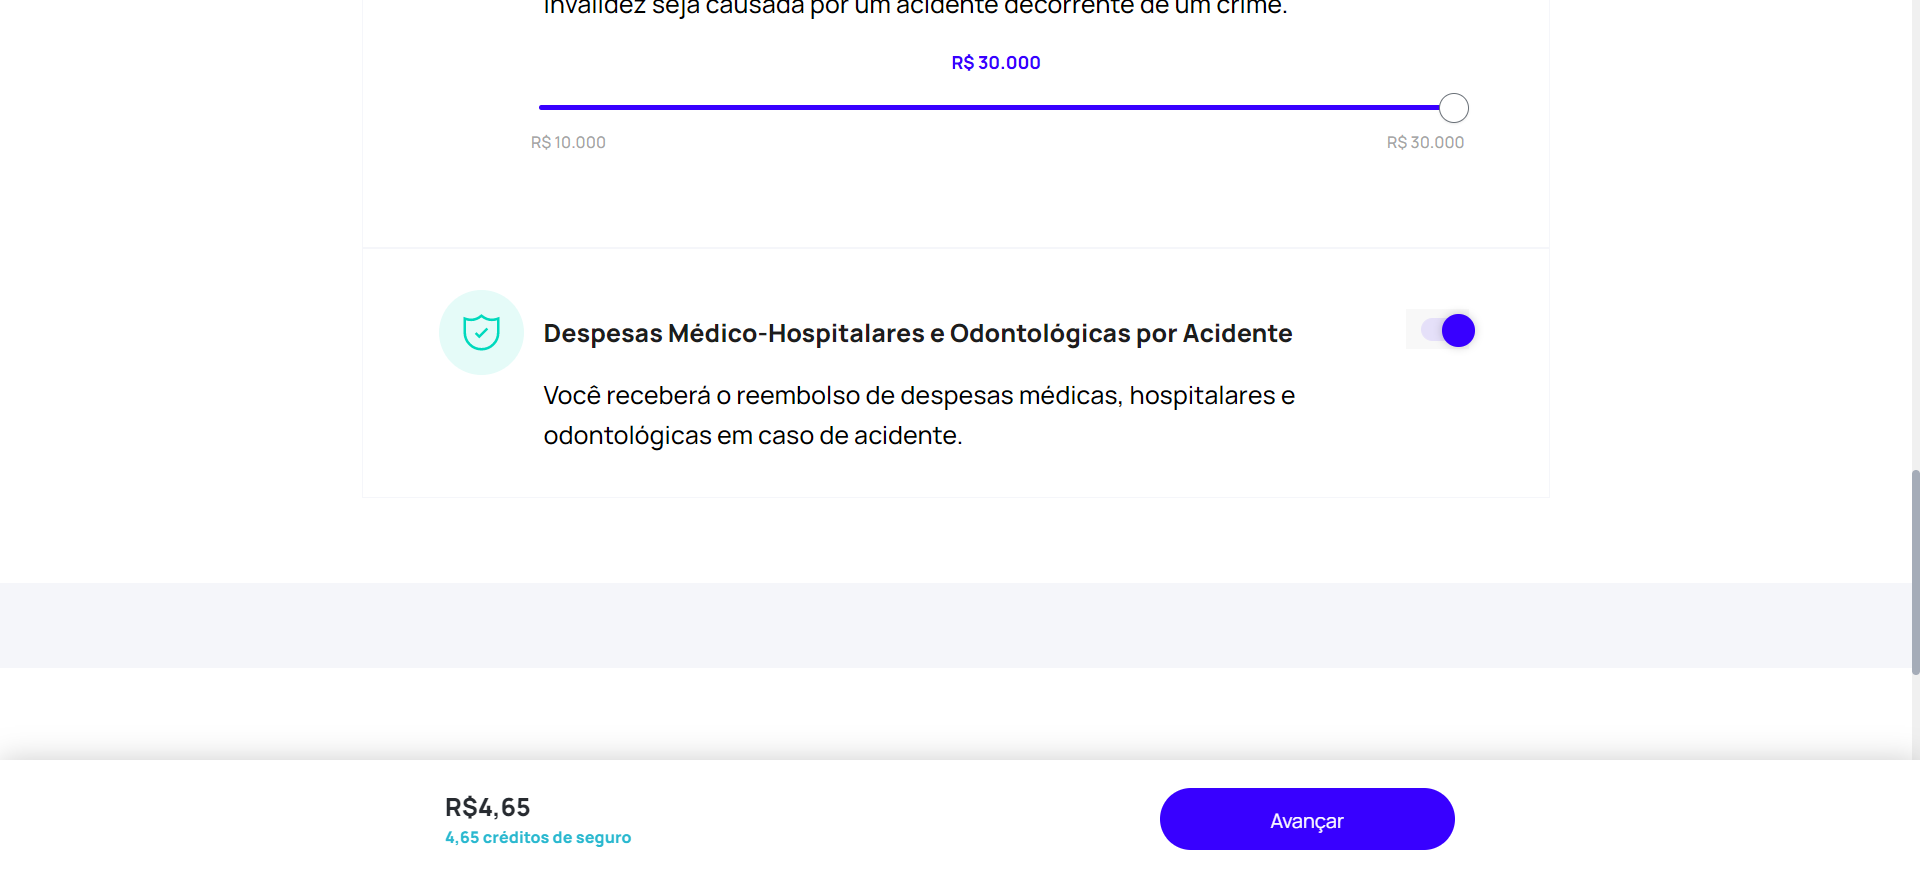 invalidez seja causada por um acidente decorrente de um crime.
R$ 30.000
R$ 10.000
R$ 30.000
Despesas Médico-Hospitalares e Odontológicas por Acidente
Você receberá o reembolso de despesas médicas, hospitalares e
odontológicas em caso de acidente.
R$4,65
4,65 créditos de seguro
Avançar